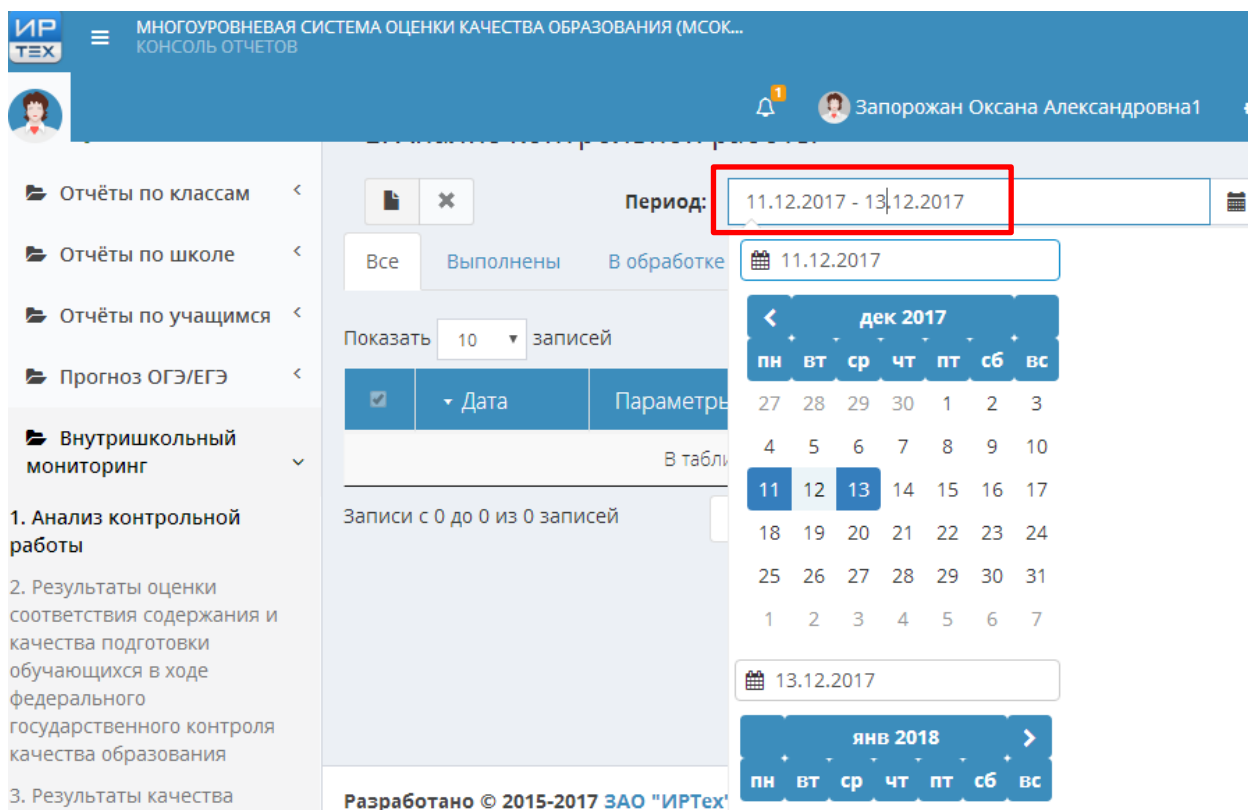 ИР
ТЕХ
МНОГОУРОВНЕВАЯ СИСТЕМА ОЦЕНКИ КАЧЕСТВА ОБРАЗОВАНИЯ (МСОК...
КОНСОЛЬ ОТЧЕТОВ
1
Запорожан Оксана Александровна1
1. Анализ контрольной работы
Отчёты по классам
Отчёты по школе
Отчёты по учащимся
Прогноз ОГЭ/ЕГЭ
Внутришкольный
мониторинг
1. Анализ контрольной
работы
2. Результаты оценки
соответствия содержания и
качества подготовки
обучающихся в ходе
федерального
государственного контроля
качества образования
3. Результаты качества
Период: 11.12.2017 - 13.12.2017
Все Выполнены В обработке
Показать 10 записей
Дата Параметры
В табли
Записи с 0 до 0 из 0 записей
11.12.2017
дек 2017
пн вт ср чт пт сб вс
27 28 29 30 1 2 3
4 5 6 7 8 9 10
11 12 13 14 15 16 17
18 19 20 21 22 23 24
25 26 27 28 29 30 31
1 2 3 4 5 6 7
13.12.2017
янв 2018
пн вт ср чт пт сб вс
Разработано © 2015-2017 ЗАО "ИРТех"